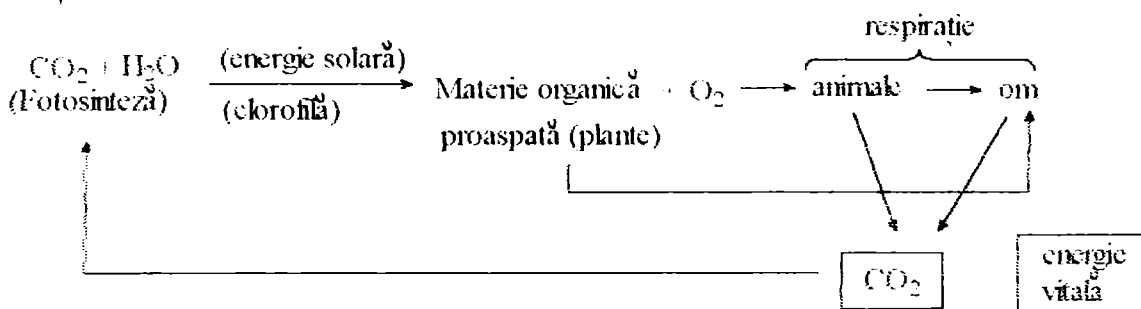 respirație
CO₂ + H₂O (energie solară)
(Fotosinteză) (clorofilă)
Materie organică + O₂ animale om
proaspată (plante)
CO₂
energie
vitală